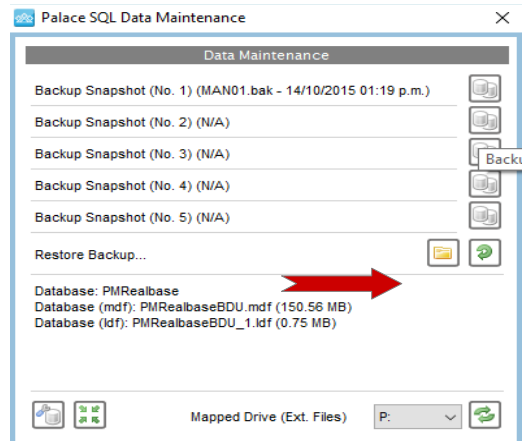 Palace SQL Data Maintenance
Data Maintenance
Backup Snapshot (No. 1) (MAN01.bak - 14/10/2015 01:19 p.m.)
Backup Snapshot (No. 2) (N/A)
Backup Snapshot (No. 3) (N/A)
Backu
Backup Snapshot (No. 4) (N/A)
Backup Snapshot (No. 5) (N/A)
Restore Backup...
Database: PMRealbase
Database (mdf): PMRealbaseBDU.mdf (150.56 MB)
Database (ldf): PMRealbaseBDU_1.ldf (0.75 MB)
Mapped Drive (Ext. Files) P: